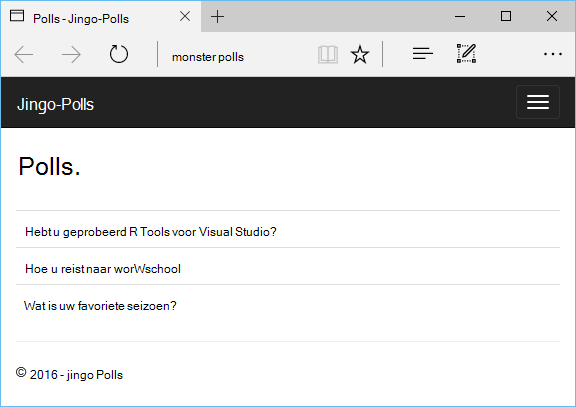 Polls - Jingo-Polls
monster polls
Jingo-Polls
Polls.
Hebt u geprobeerd R Tools voor Visual Studio?
Hoe u reist naar worWschool
Wat is uw favoriete seizoen?
© 2016 - jingo Polls